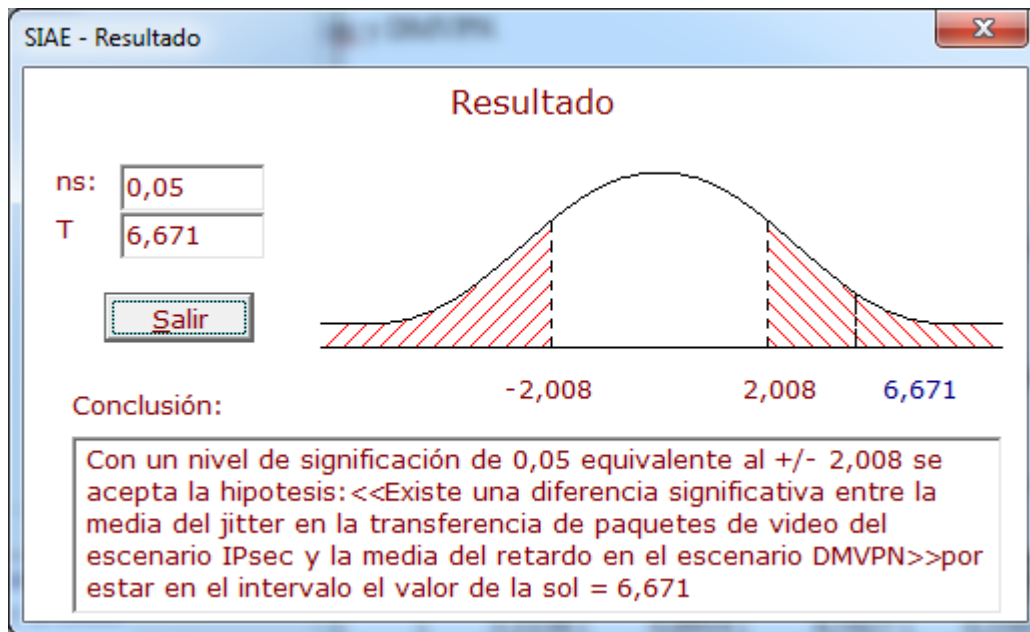 SIAE - Resultado
y DMVPN
Resultado
ns:
0,05
T
6,671
Salir
-2,008
2,008
6,671
Conclusión:
Con un nivel de significación de 0,05 equivalente al +/- 2,008 se
acepta la hipotesis:<<Existe una diferencia significativa entre la
media del jitter en la transferencia de paquetes de video del
escenario IPsec y la media del retardo en el escenario DMVPN>>por
estar en el intervalo el valor de la sol = 6,671